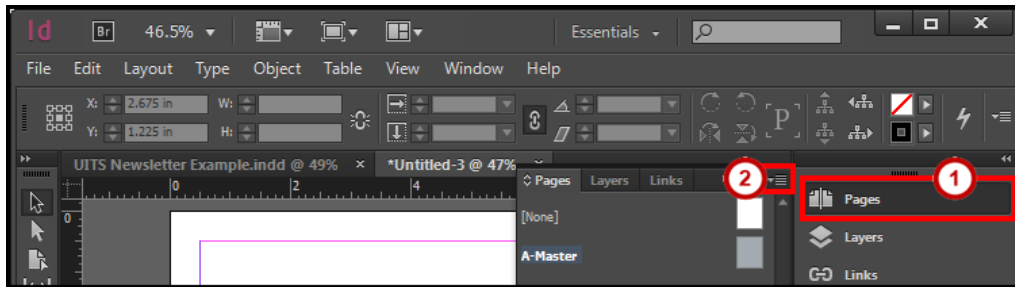 Id Br 46.5% Essentials
File Edit Layout Type Object Table View Window Help
X: 2.675 in W:
Y: 1.225 in H:
P
UITS Newsletter Example.indd @ 49% × *Untitled-3 @ 47%
0 2 4
0
Pages Layers Links 2
[None]
A-Master
1
Pages
Layers
Links